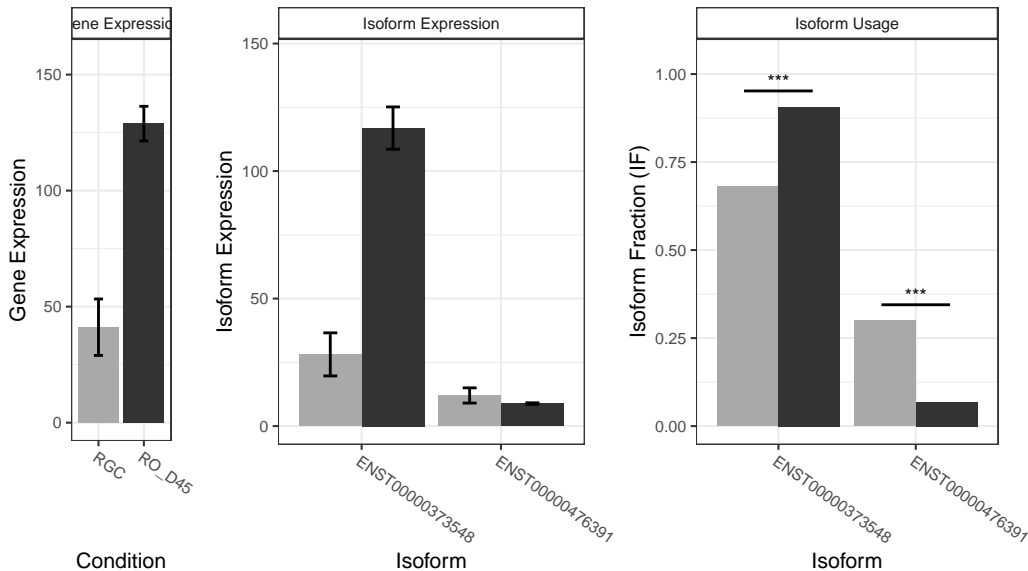 ene Expressio
Gene Expression
150
100
50
0
RGC
RO_D45
Condition
Isoform Expression
Isoform Expression
150
100
50
0
ENST00000373548
ENST00000476391
Isoform
Isoform Usage
Isoform Fraction (IF)
1.00
0.75
0.50
0.25
0.00
***
***
ENST00000373548
ENST00000476391
Isoform